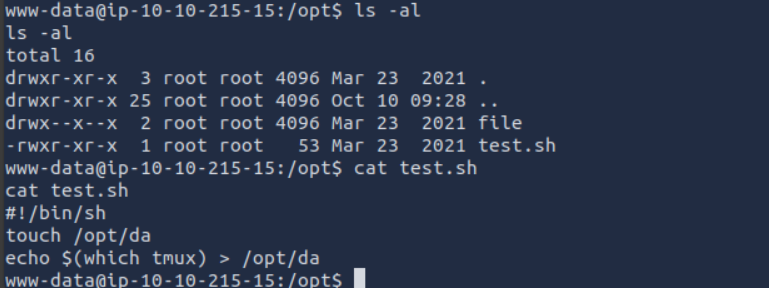 www-data@ip-10-10-215-15:/opt$ ls -al
ls -al
total 16
drwxr-xr-x  3 root root 4096 Mar 23  2021 .
drwxr-xr-x 25 root root 4096 Oct 10 09:28 ..
drwx--x--x  2 root root 4096 Mar 23  2021 file
-rwxr-xr-x  1 root root   53 Mar 23  2021 test.sh
www-data@ip-10-10-215-15:/opt$ cat test.sh
cat test.sh
#!/bin/sh
touch /opt/da
echo $(which tmux) > /opt/da
www-data@ip-10-10-215-15:/opt$